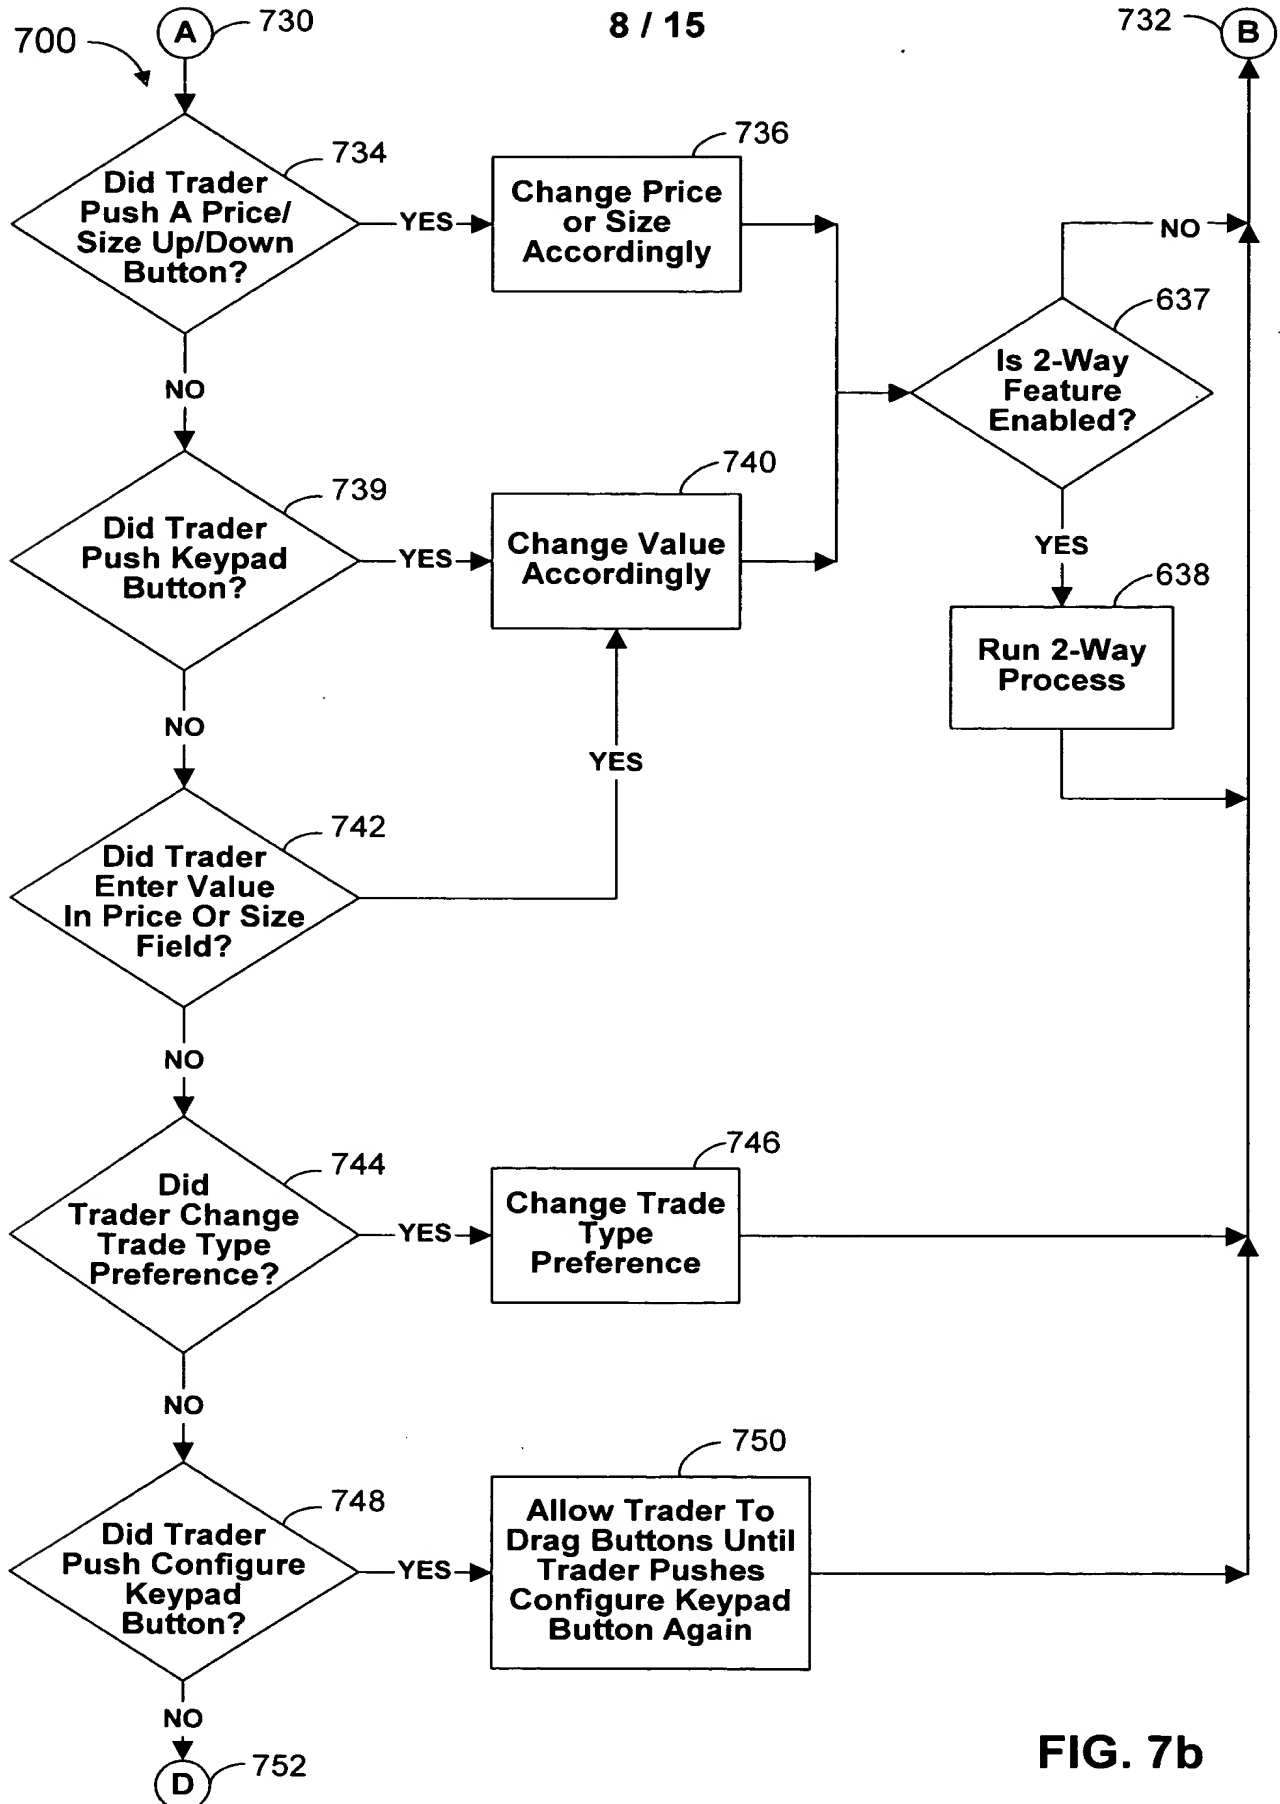 A
730
8 / 15
732
B
700
734
Did Trader
Push A Price/
Size Up/Down
Button?
YES
736
Change Price
or Size
Accordingly
NO
637
Is 2-Way
Feature
Enabled?
NO
739
Did Trader
Push Keypad
Button?
YES
740
Change Value
Accordingly
YES
638
Run 2-Way
Process
NO
YES
742
Did Trader
Enter Value
In Price Or Size
Field?
NO
744
Did
Trader Change
Trade Type
Preference?
YES
746
Change Trade
Type
Preference
NO
748
Did Trader
Push Configure
Keypad
Button?
YES
750
Allow Trader To
Drag Buttons Until
Trader Pushes
Configure Keypad
Button Again
NO
D
752
FIG. 7b